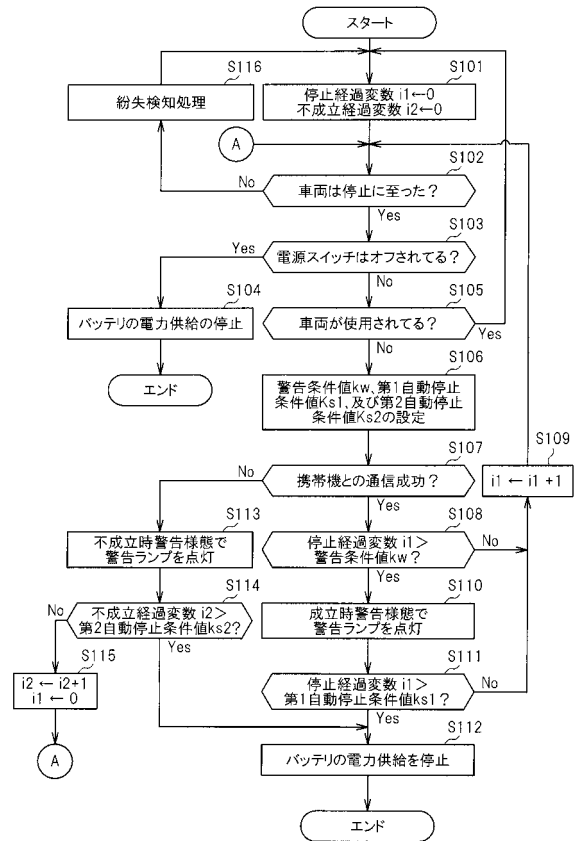 スタート
S116
紛失検知処理
S101
停止経過変数 i1←0
不成立経過変数 i2←0
A
S102
No
車両は停止に至った?
Yes
S103
Yes
電源スイッチはオフされてる?
No
S104
バッテリの電力供給の停止
エンド
S105
車両が使用されてる?
Yes
No
S106
警告条件値kw、第1自動停止
条件値Ks1、及び第2自動停止
条件値Ks2の設定
S109
i1 ← i1 +1
S107
No
携帯機との通信成功?
Yes
S113
不成立時警告様態で
警告ランプを点灯
S108
停止経過変数 i1>
警告条件値kw?
No
Yes
S114
No
不成立経過変数 i2>
第2自動停止条件値ks2?
Yes
S110
成立時警告様態で
警告ランプを点灯
S115
i2 ← i2+1
i1 ← 0
A
S111
停止経過変数 i1>
第1自動停止条件値ks1?
No
Yes
S112
バッテリの電力供給を停止
エンド